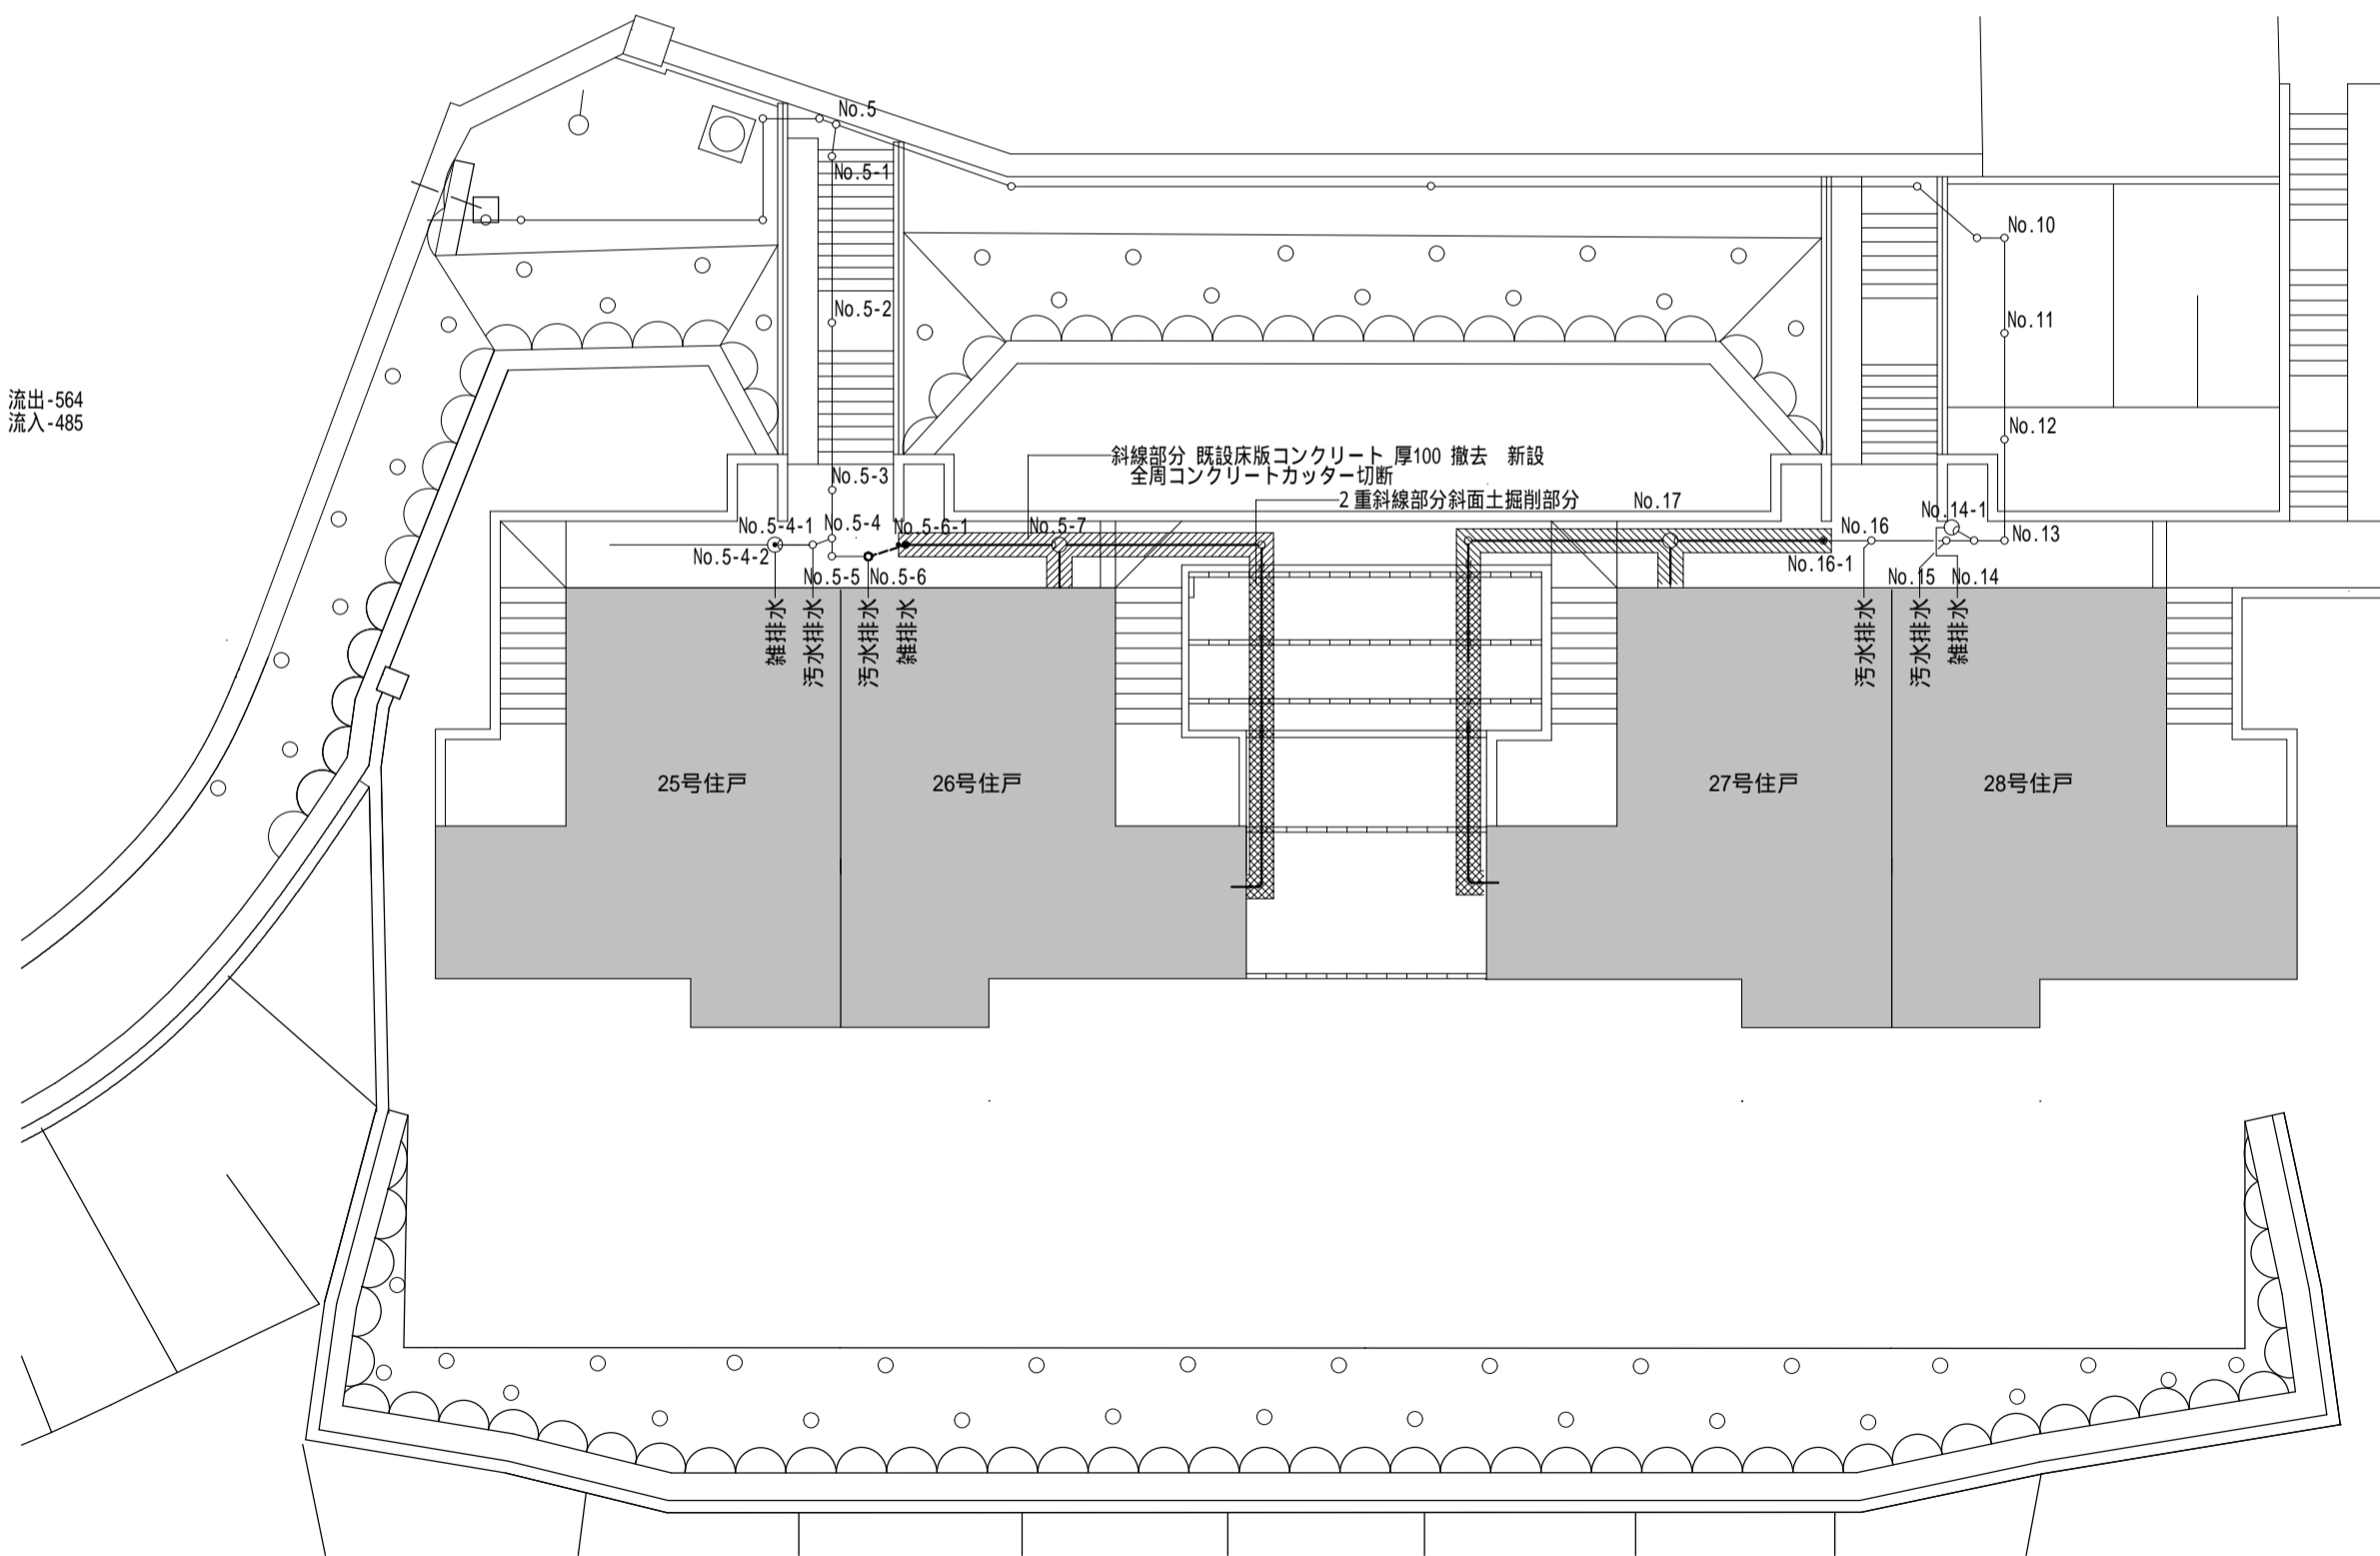 No.5
No.5-1
No.10
No.5-2
No.11
流出-564
流入-485
No.12
斜線部分 既設床版コンクリート 厚100 撤去　新設
全周コンクリートカッター切断
No.5-3
2重斜線部分斜面土掘削部分
No.17
No.14-1
No.5-4-1
No.5-4
No.5-6-1
No.5-7
No.16
No.13
No.5-4-2
No.16-1
No.5-5
No.5-6
No.15
No.14
雑排水
汚水排水
汚水排水
雑排水
汚水排水
汚水排水
雑排水
25号住戸
26号住戸
27号住戸
28号住戸